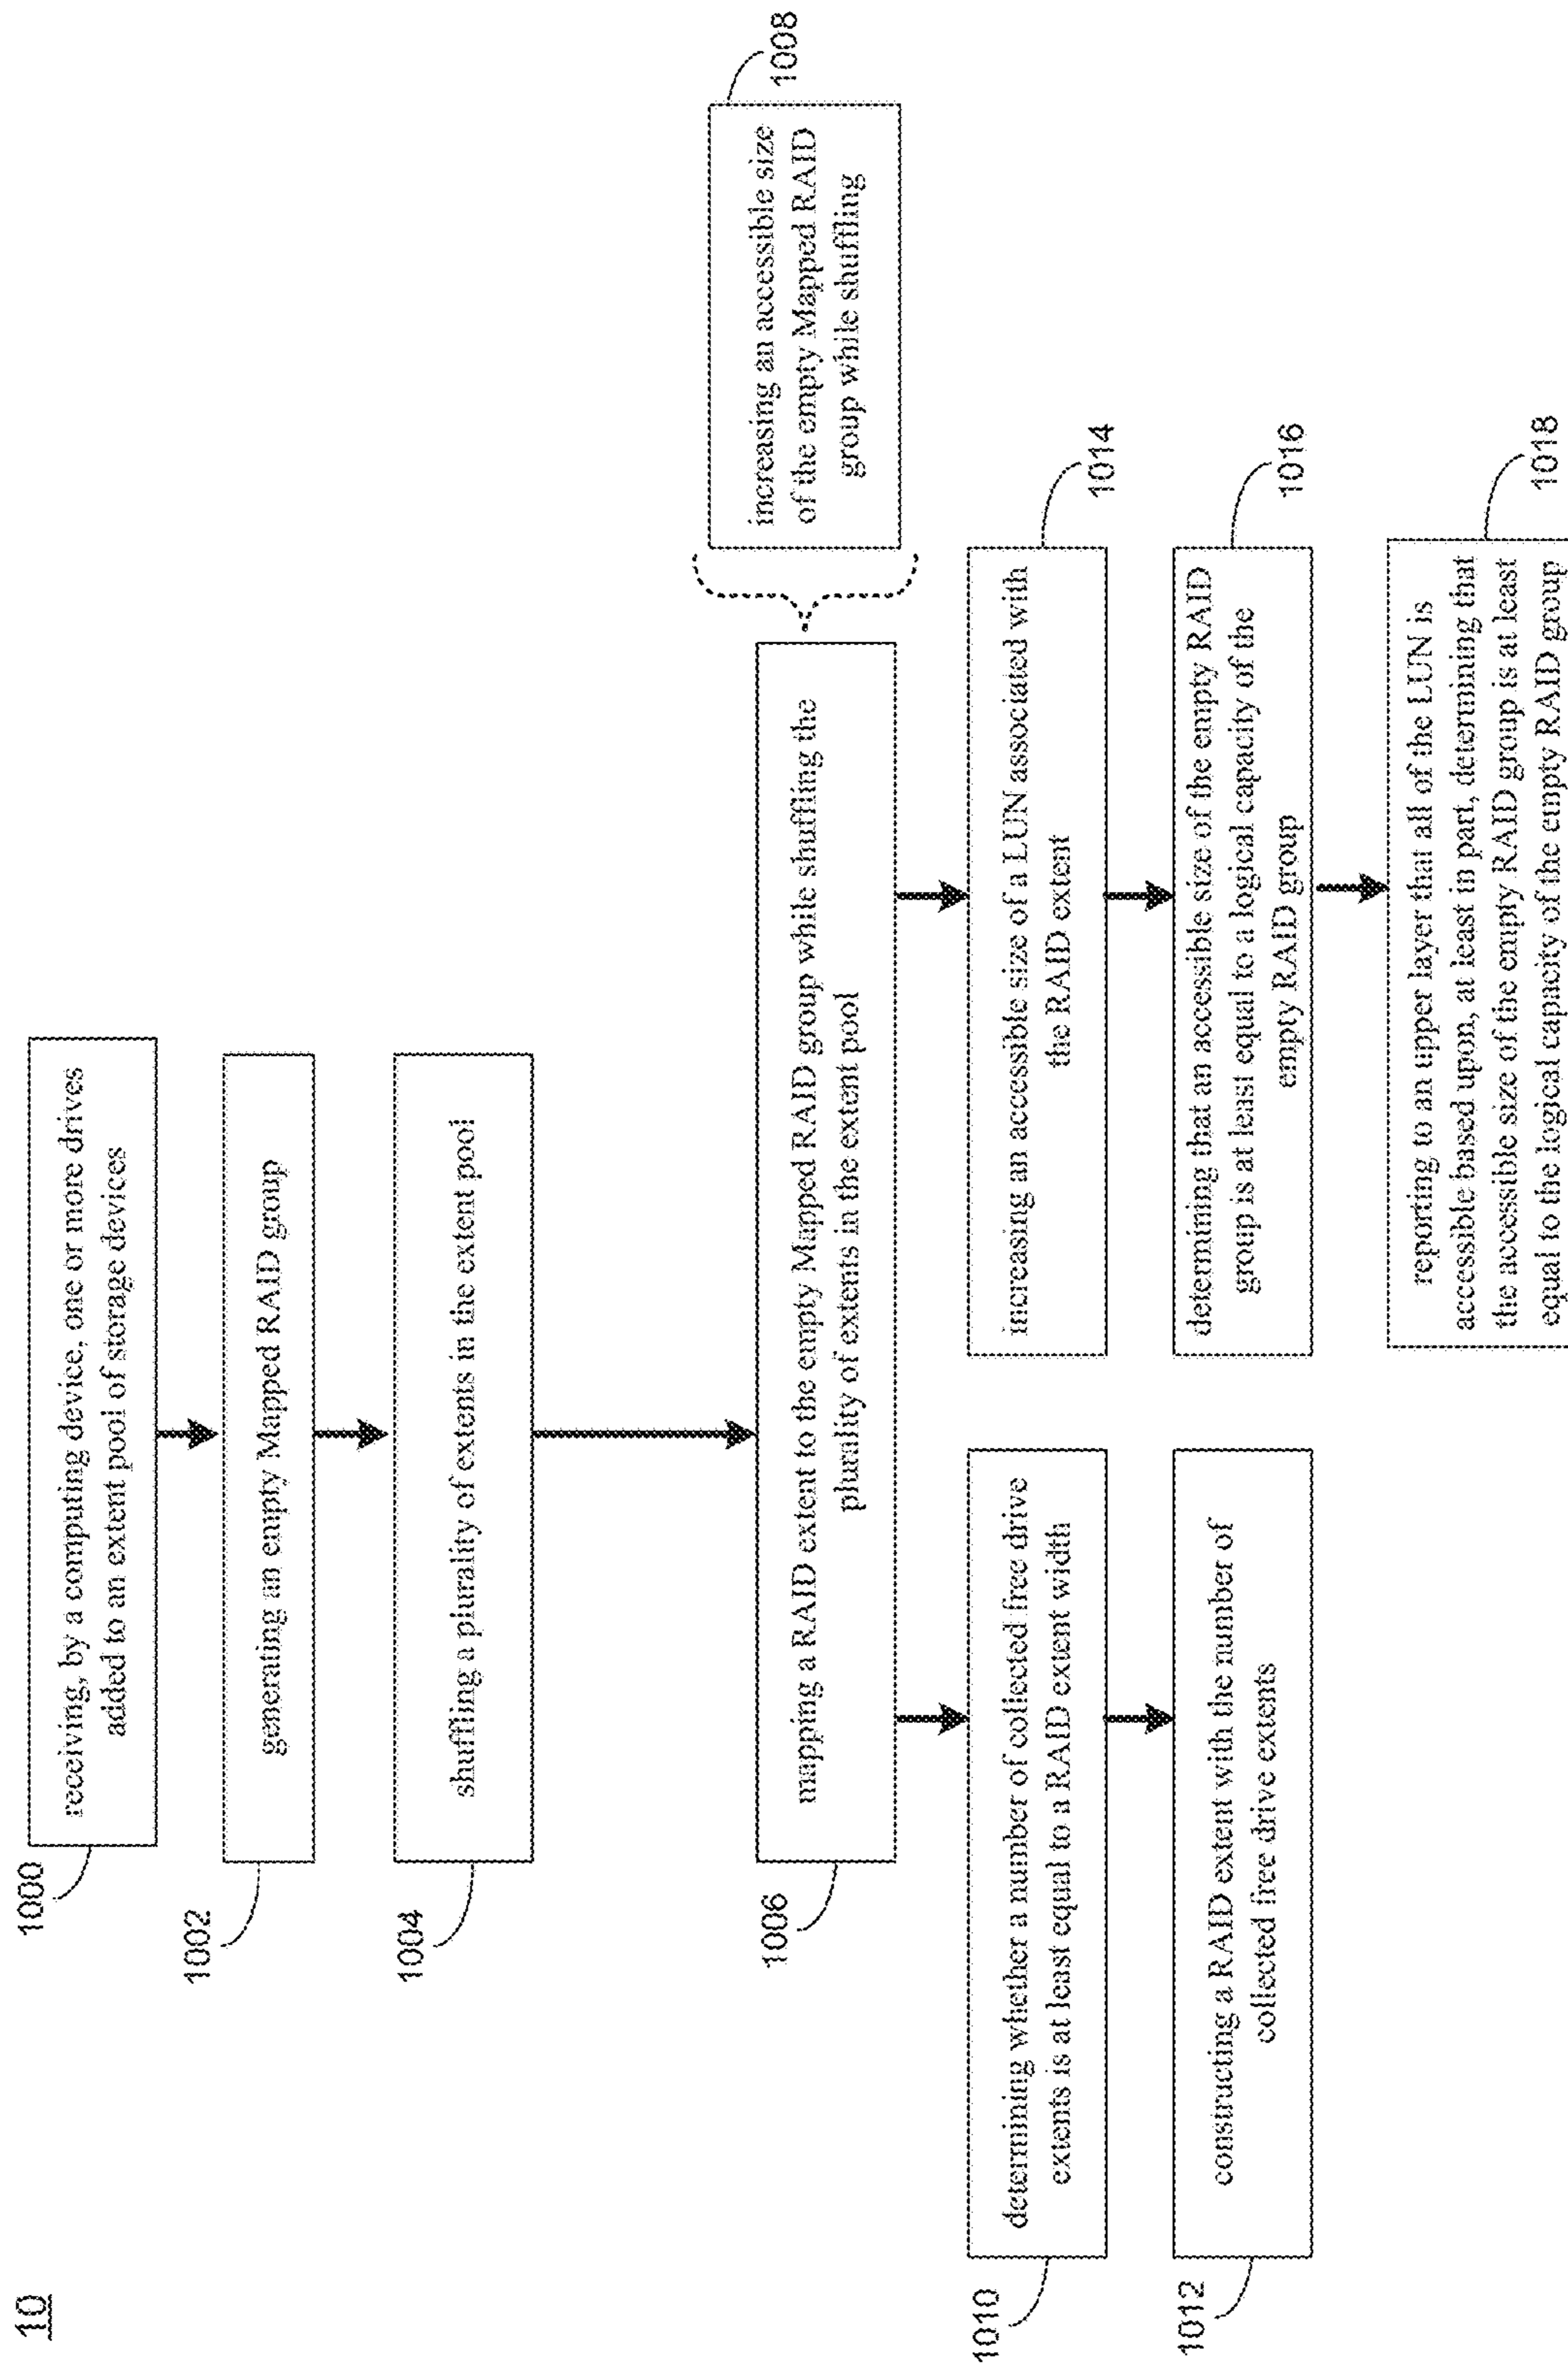 10
1000
receiving, by a computing device, one or more drives
added to an extent pool of storage devices
1002
generating an empty Mapped RAID group
1004
shuffling a plurality of extents in the extent pool
1006
mapping a RAID extent to the empty Mapped RAID group while shuffling the
plurality of extents in the extent pool
increasing an accessible size
of the empty Mapped RAID
group while shuffling
1008
1010
determining whether a number of collected free drive
extents is at least equal to a RAID extent width
increasing an accessible size of a LUN associated with
the RAID extent
1014
1012
constructing a RAID extent with the number of
collected free drive extents
determining that an accessible size of the empty RAID
group is at least equal to a logical capacity of the
empty RAID group
1016
reporting to an upper layer that all of the LUN is
accessible based upon, at least in part, determining that
the accessible size of the empty RAID group is at least
equal to the logical capacity of the empty RAID group
1018